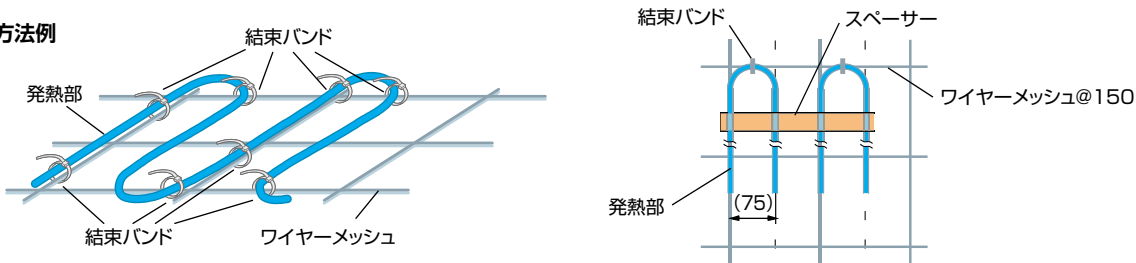 方法例
結束バンド
発熱部
結束バンド
ワイヤーメッシュ
結束バンド
スペーサー
ワイヤーメッシュ@150
発熱部
(75)